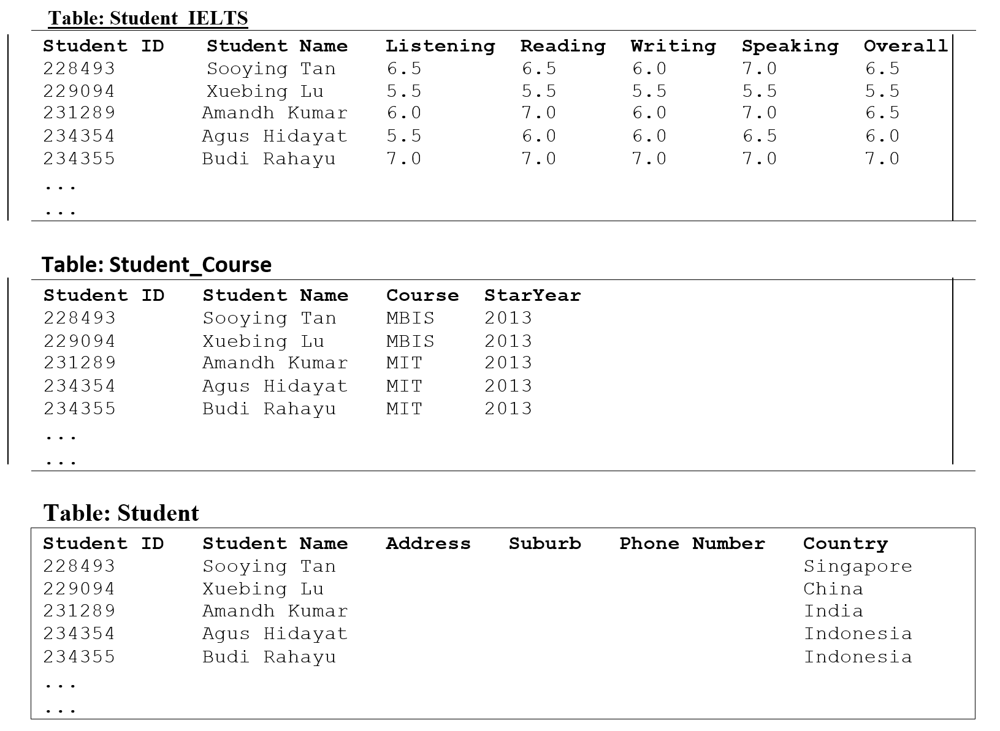 Table: Student_IELTS
Student ID Student Name Listening Reading Writing Speaking Overall
228493 Sooying Tan 6.5 6.5 6.0 7.0 6.5
229094 Xuebing Lu 5.5 5.5 5.5 5.5 5.5
231289 Amandh Kumar 6.0 7.0 6.0 7.0 6.5
234354 Agus Hidayat 5.5 6.0 6.0 6.5 6.0
234355 Budi Rahayu 7.0 7.0 7.0 7.0 7.0
...
...
Table: Student_Course
Student ID Student Name Course StarYear
228493 Sooying Tan MBIS 2013
229094 Xuebing Lu MBIS 2013
231289 Amandh Kumar MIT 2013
234354 Agus Hidayat MIT 2013
234355 Budi Rahayu MIT 2013
...
...
Table: Student
Student ID Student Name Address Suburb Phone Number Country
228493 Sooying Tan Singapore
229094 Xuebing Lu China
231289 Amandh Kumar India
234354 Agus Hidayat Indonesia
234355 Budi Rahayu Indonesia
...
...